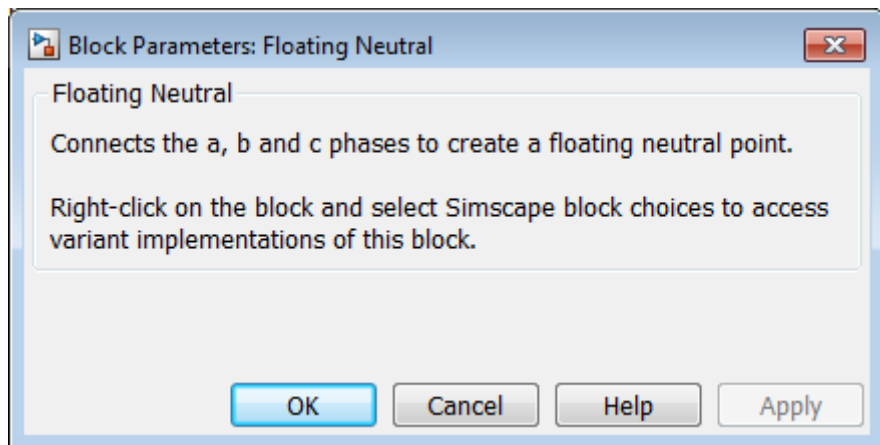 Block Parameters: Floating Neutral
Floating Neutral
Connects the a, b and c phases to create a floating neutral point.
Right-click on the block and select Simscape block choices to access
variant implementations of this block.
OK
Cancel
Help
Apply